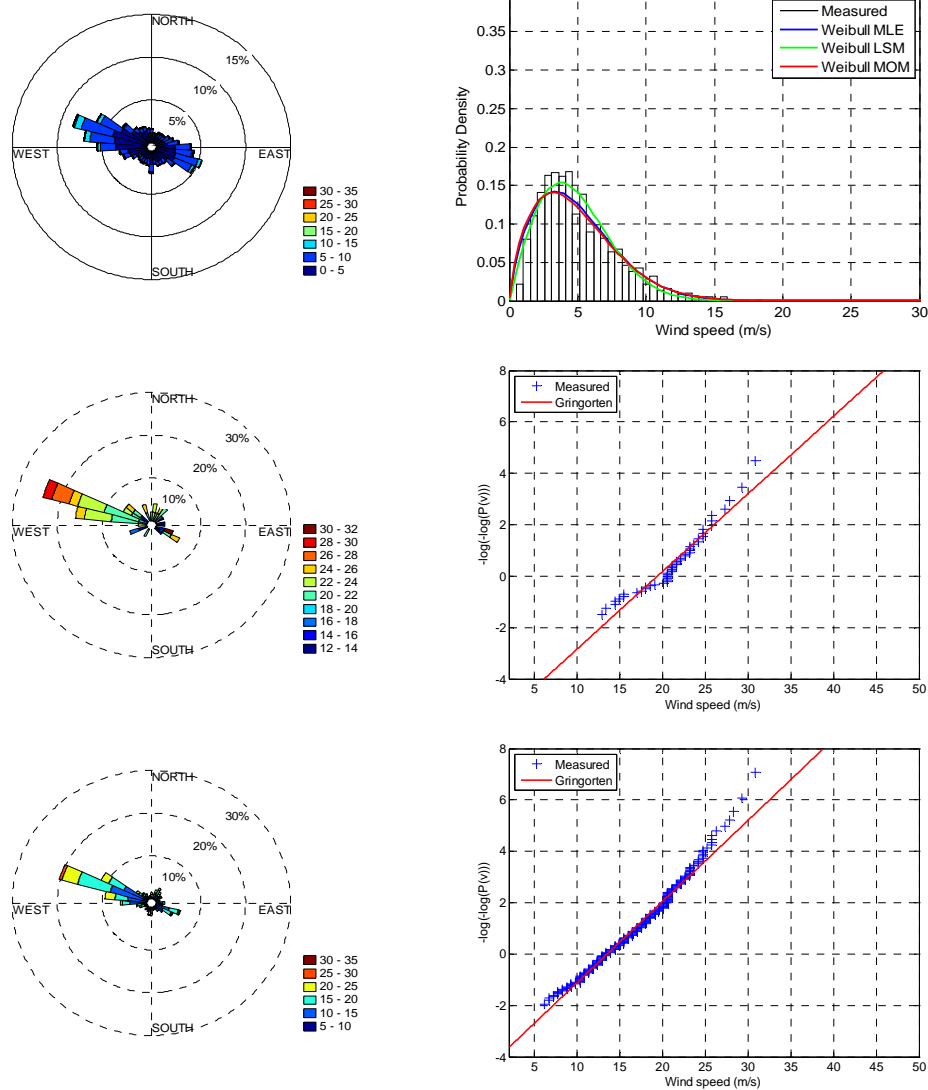 NORTH
15%
10%
5%
WEST
EAST
SOUTH
30 - 35
25 - 30
20 - 25
15 - 20
10 - 15
5 - 10
0 - 5
Measured
Weibull MLE
Weibull LSM
Weibull MOM
Probability Density
0.35
0.3
0.25
0.2
0.15
0.1
0.05
0
0 5 10 15 20 25 30
Wind speed (m/s)
NORTH
30%
20%
10%
WEST
EAST
SOUTH
30 - 32
28 - 30
26 - 28
24 - 26
22 - 24
20 - 22
18 - 20
16 - 18
14 - 16
12 - 14
Measured
Gringorten
-log(-log(P(v)))
8
6
4
2
0
-2
-4
5 10 15 20 25 30 35 40 45 50
Wind speed (m/s)
NORTH
30%
20%
10%
WEST
EAST
SOUTH
30 - 35
25 - 30
20 - 25
15 - 20
10 - 15
5 - 10
Measured
Gringorten
-log(-log(P(v)))
8
6
4
2
0
-2
-4
5 10 15 20 25 30 35 40 45 50
Wind speed (m/s)